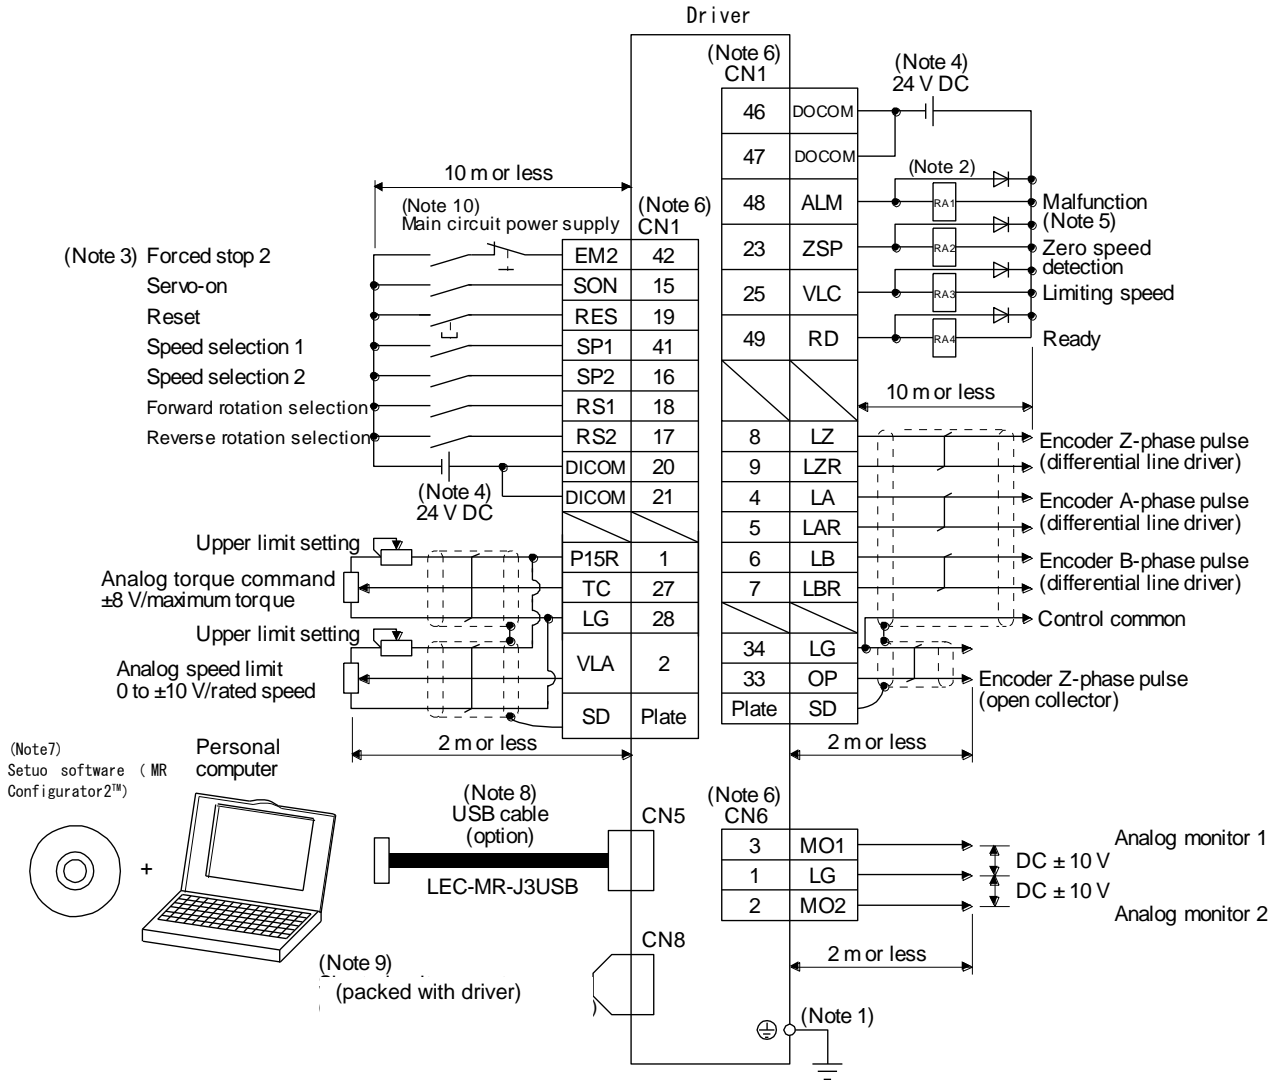 Driver
(Note 6)
CN1
(Note 4)
24 V DC
46 DOCOM
47 DOCOM
(Note 2)
48 ALM RA1 Malfunction
(Note 5)
23 ZSP RA2 Zero speed
detection
25 VLC RA3 Limiting speed
49 RD RA4 Ready
10 m or less
8 LZ Encoder Z-phase pulse
9 LZR (differential line driver)
4 LA Encoder A-phase pulse
5 LAR (differential line driver)
6 LB Encoder B-phase pulse
7 LBR (differential line driver)
Control common
34 LG
33 OP Encoder Z-phase pulse
(open collector)
Plate SD
2 m or less
10 m or less
(Note 10)
Main circuit power supply
(Note 6)
CN1
(Note 3) Forced stop 2 EM2 42
Servo-on SON 15
Reset RES 19
Speed selection 1 SP1 41
Speed selection 2 SP2 16
Forward rotation selection RS1 18
Reverse rotation selection RS2 17
DICOM 20
(Note 4)
24 V DC
DICOM 21
Upper limit setting
P15R 1
Analog torque command
±8 V/maximum torque
TC 27
LG 28
Upper limit setting
Analog speed limit
0 to ±10 V/rated speed
VLA 2
SD Plate
2 m or less
(Note7)
Setuo software ( MR
Configurator2™)
Personal
computer
+
(Note 8)
USB cable
(option)
LEC-MR-J3USB
CN5
(Note 6)
CN6
3 MO1 Analog monitor 1
DC ± 10 V
1 LG
DC ± 10 V
2 MO2 Analog monitor 2
2 m or less
CN8
(Note 9)
(packed with driver)
(Note 1)